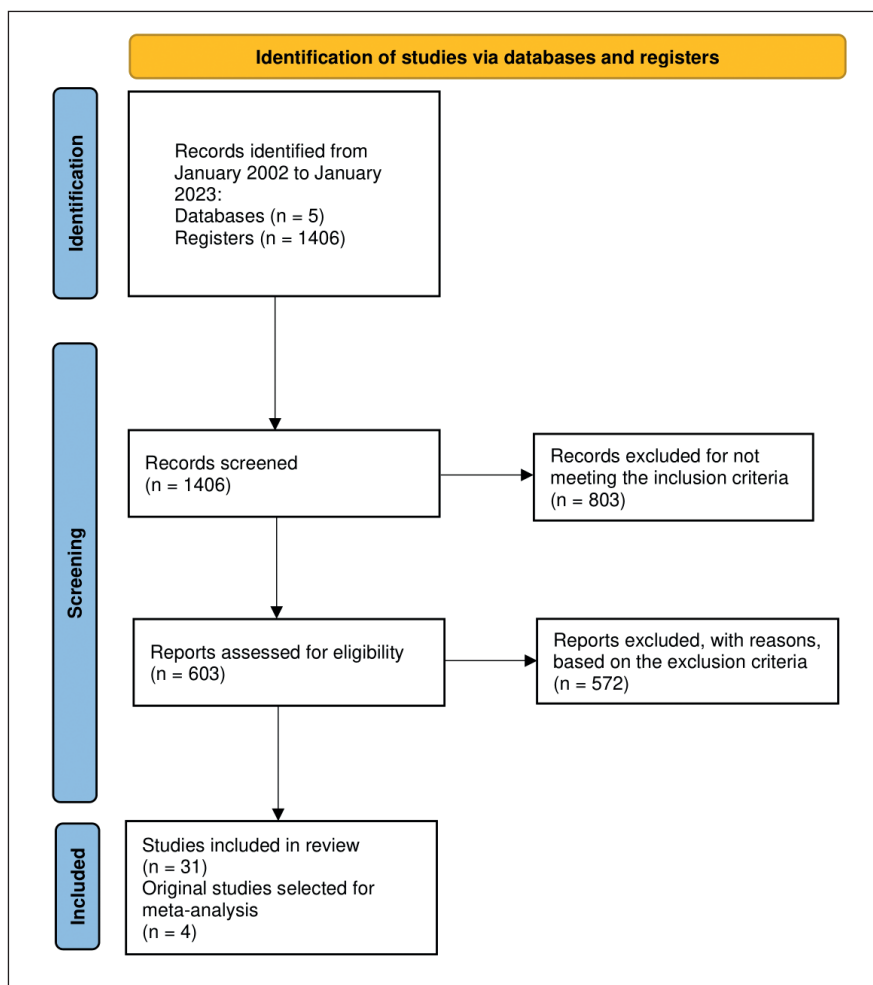 Identification of studies via databases and registers
Identification
Records identified from
January 2002 to January
2023:
Databases (n = 5)
Registers (n = 1406)
Screening
Records screened
(n = 1406)
Records excluded for not
meeting the inclusion criteria
(n = 803)
Reports assessed for eligibility
(n = 603)
Reports excluded, with reasons,
based on the exclusion criteria
(n = 572)
Included
Studies included in review
(n = 31)
Original studies selected for
meta-analysis
(n = 4)